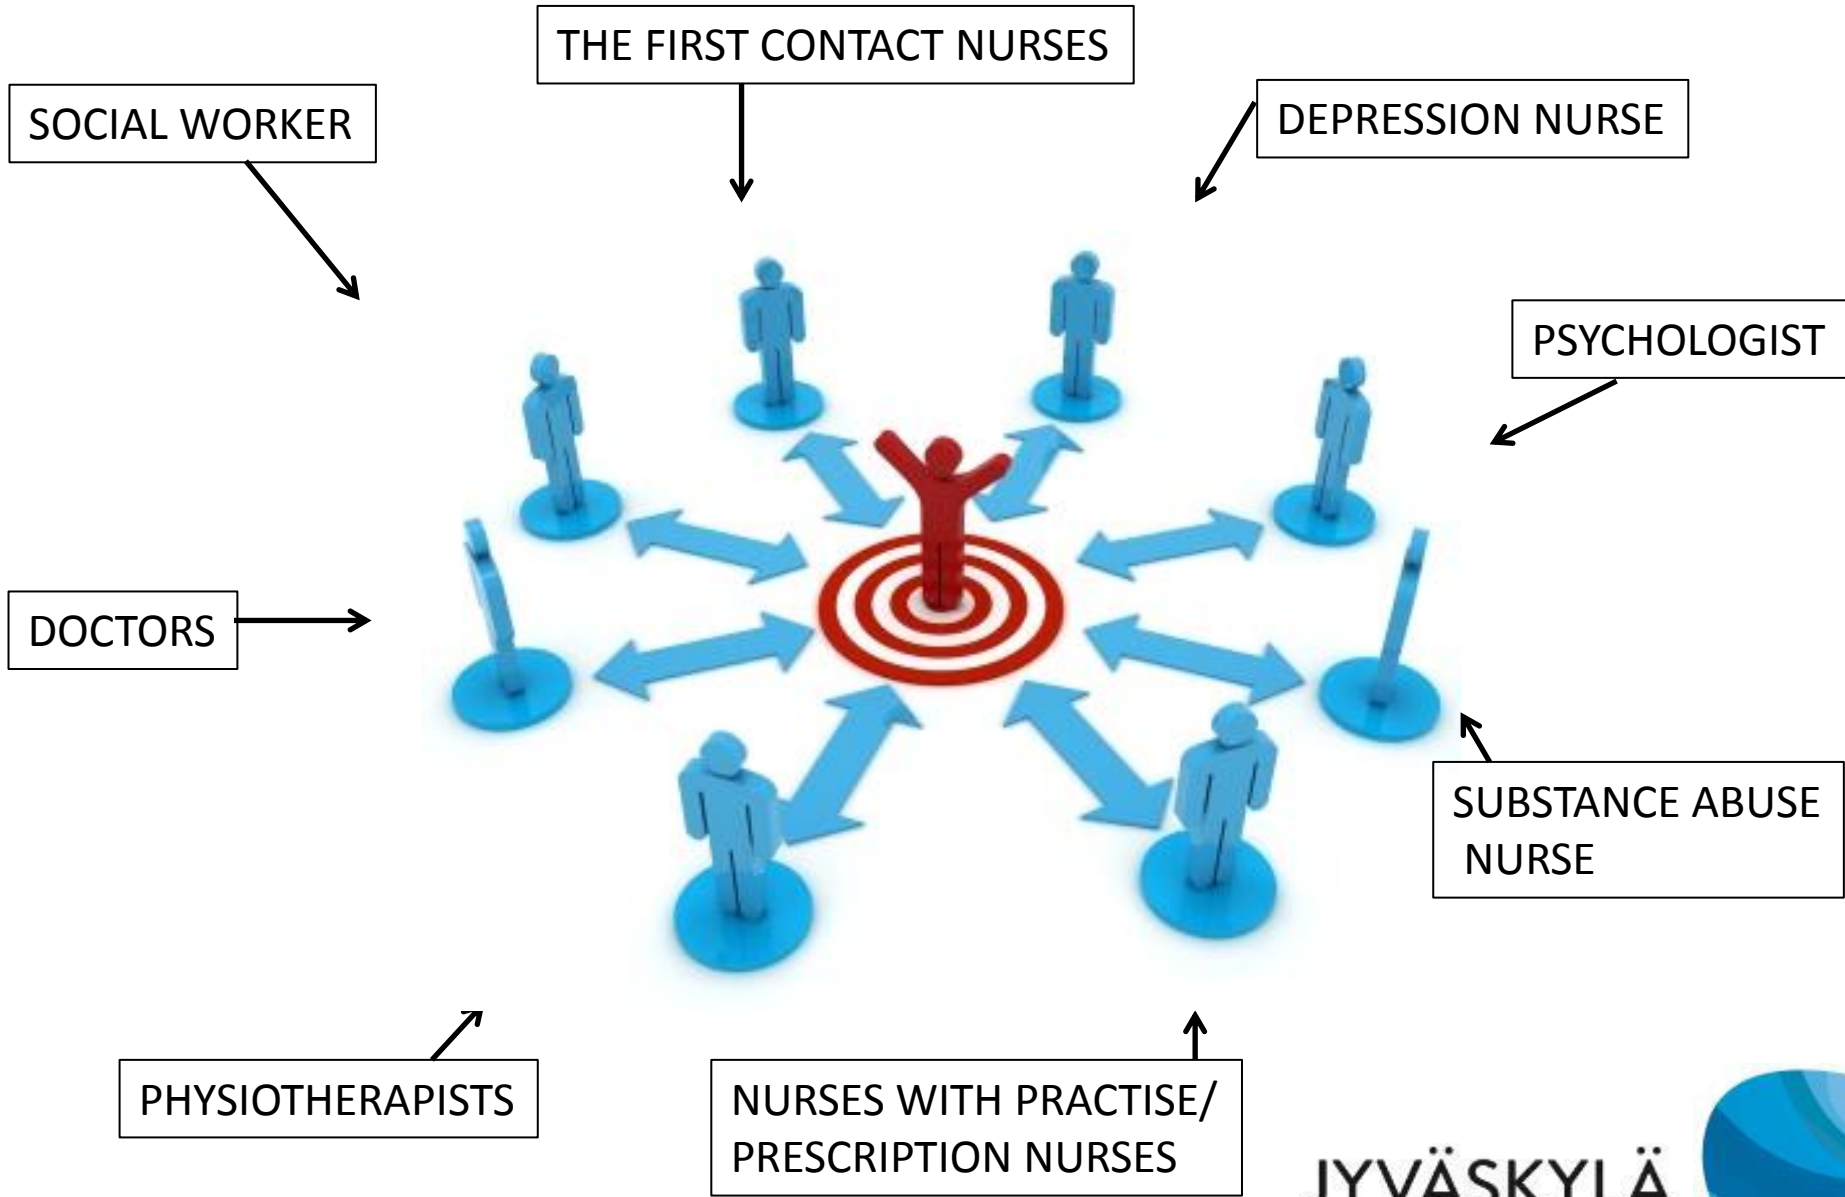 THE FIRST CONTACT NURSES
SOCIAL WORKER
DEPRESSION NURSE
PSYCHOLOGIST
DOCTORS
SUBSTANCE ABUSE
NURSE
PHYSIOTHERAPISTS
NURSES WITH PRACTISE/
PRESCRIPTION NURSES
JYVÄSKYLÄ